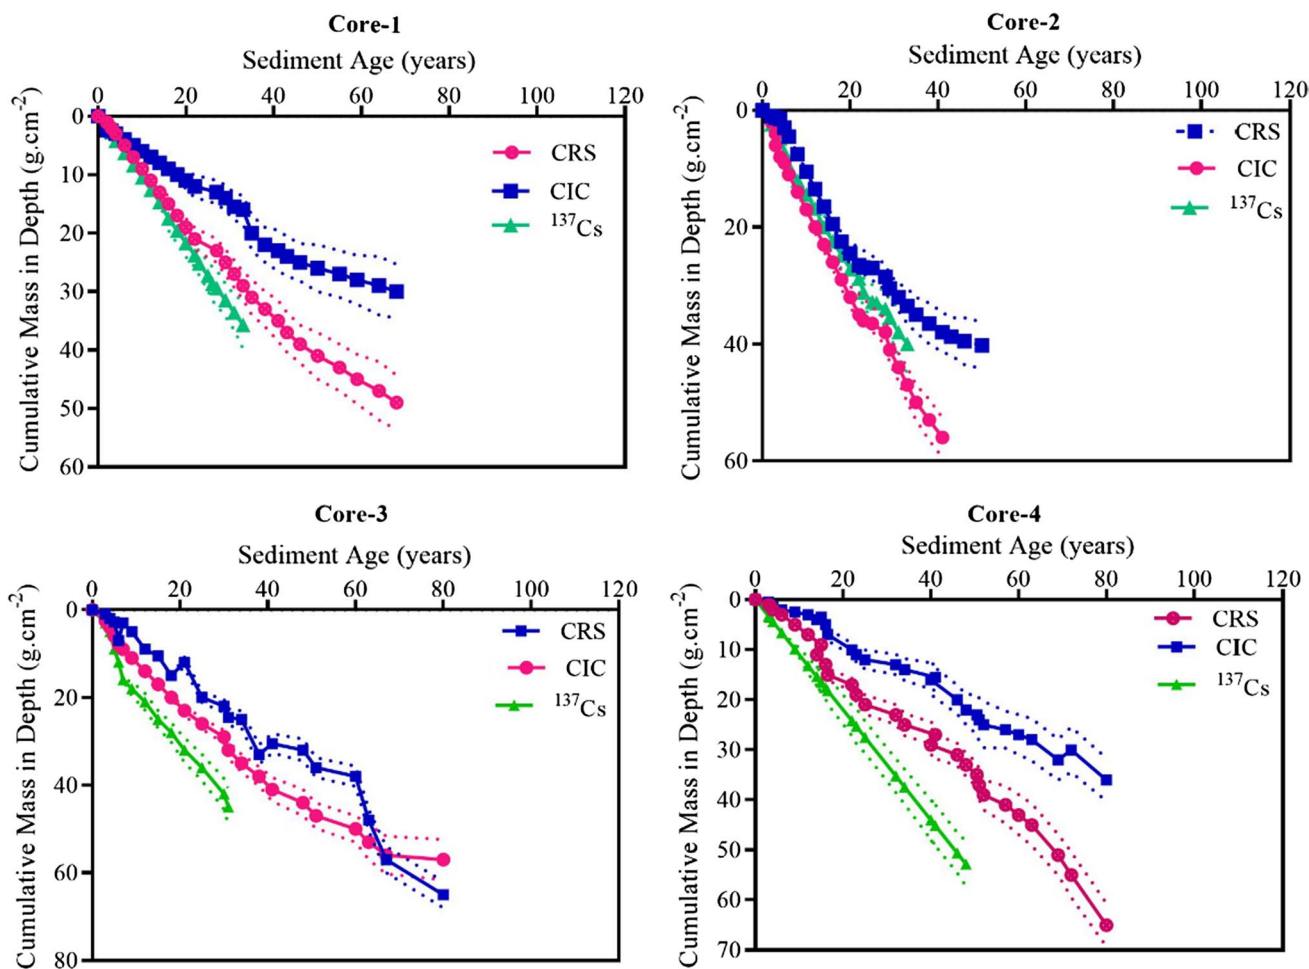 Core-1
Sediment Age (years)
0 20 40 60 80 100 120
Cumulative Mass in Depth (g.cm⁻²)
0
10
20
30
40
50
60
CRS
CIC
¹³⁷Cs
Core-2
Sediment Age (years)
0 20 40 60 80 100 120
Cumulative Mass in Depth (g.cm⁻²)
0
20
40
60
CRS
CIC
¹³⁷Cs
Core-3
Sediment Age (years)
0 20 40 60 80 100 120
Cumulative Mass in Depth (g.cm⁻²)
0
20
40
60
80
CRS
CIC
¹³⁷Cs
Core-4
Sediment Age (years)
0 20 40 60 80 100 120
Cumulative Mass in Depth (g.cm⁻²)
0
10
20
30
40
50
60
70
CRS
CIC
¹³⁷Cs